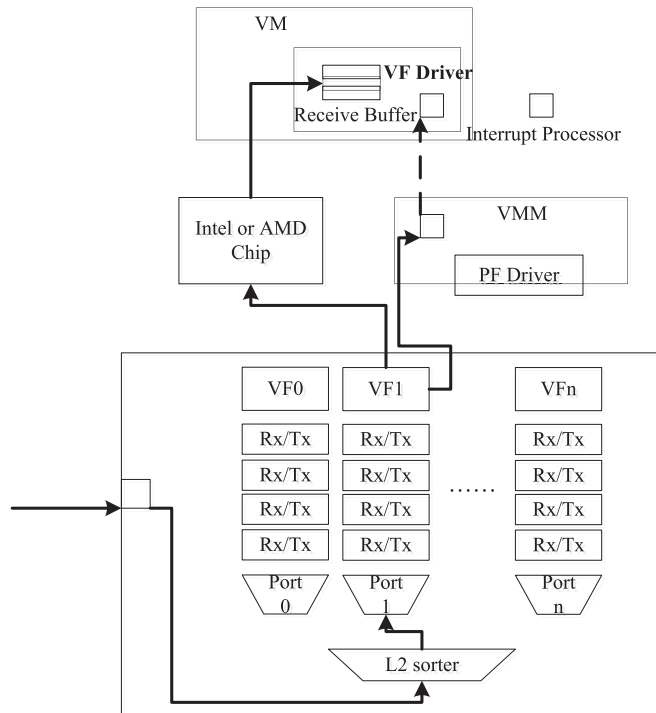 VM
VF Driver
Receive Buffer
Interrupt Processor
Intel or AMD
Chip
VMM
PF Driver
VF0
VF1
VFn
Rx/Tx
Rx/Tx
Rx/Tx
Rx/Tx
Rx/Tx
......
Rx/Tx
Rx/Tx
Rx/Tx
Rx/Tx
Rx/Tx
Rx/Tx
Rx/Tx
Port
0
Port
1
Port
n
L2 sorter